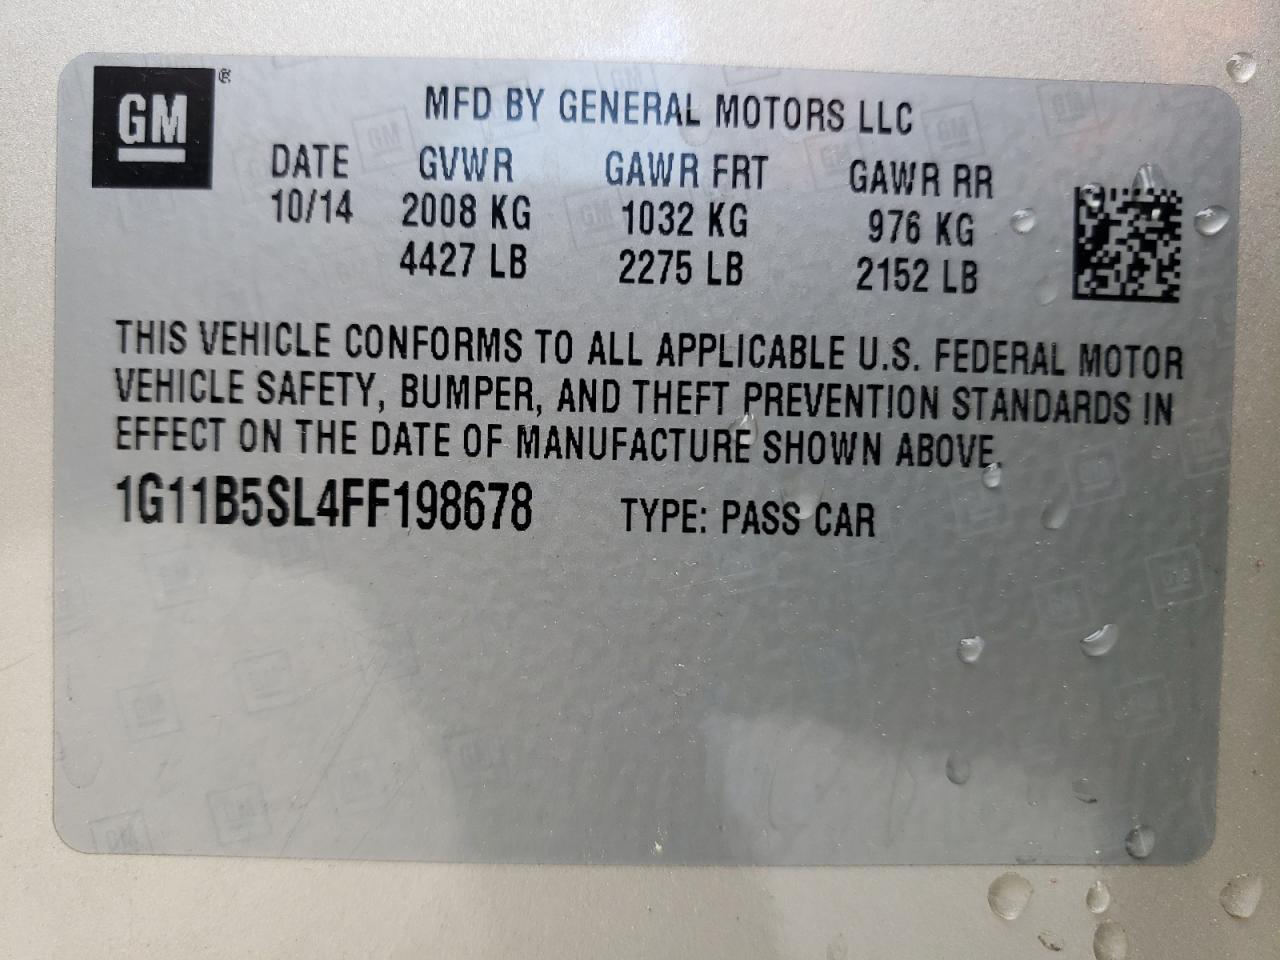 GM®
MFD BY GENERAL MOTORS LLC
DATE GVWR GAWR FRT GAWR RR
10/14 2008 KG 1032 KG 976 KG
4427 LB 2275 LB 2152 LB
THIS VEHICLE CONFORMS TO ALL APPLICABLE U.S. FEDERAL MOTOR
VEHICLE SAFETY, BUMPER, AND THEFT PREVENTION STANDARDS IN
EFFECT ON THE DATE OF MANUFACTURE SHOWN ABOVE.
1G11B5SL4FF198678 TYPE: PASS CAR